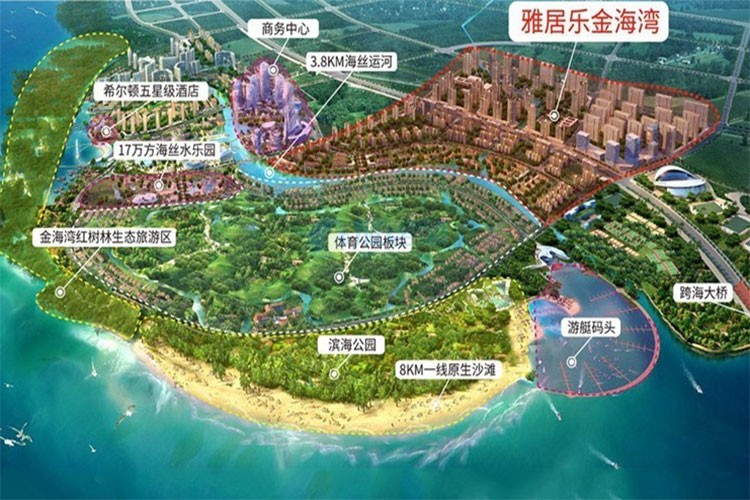 雅居乐金海湾
商务中心
3.8KM海丝运河
希尔顿五星级酒店
17万方海丝水乐园
金海湾红树林生态旅游区
体育公园板块
跨海大桥
游艇码头
滨海公园
8KM一线原生沙滩